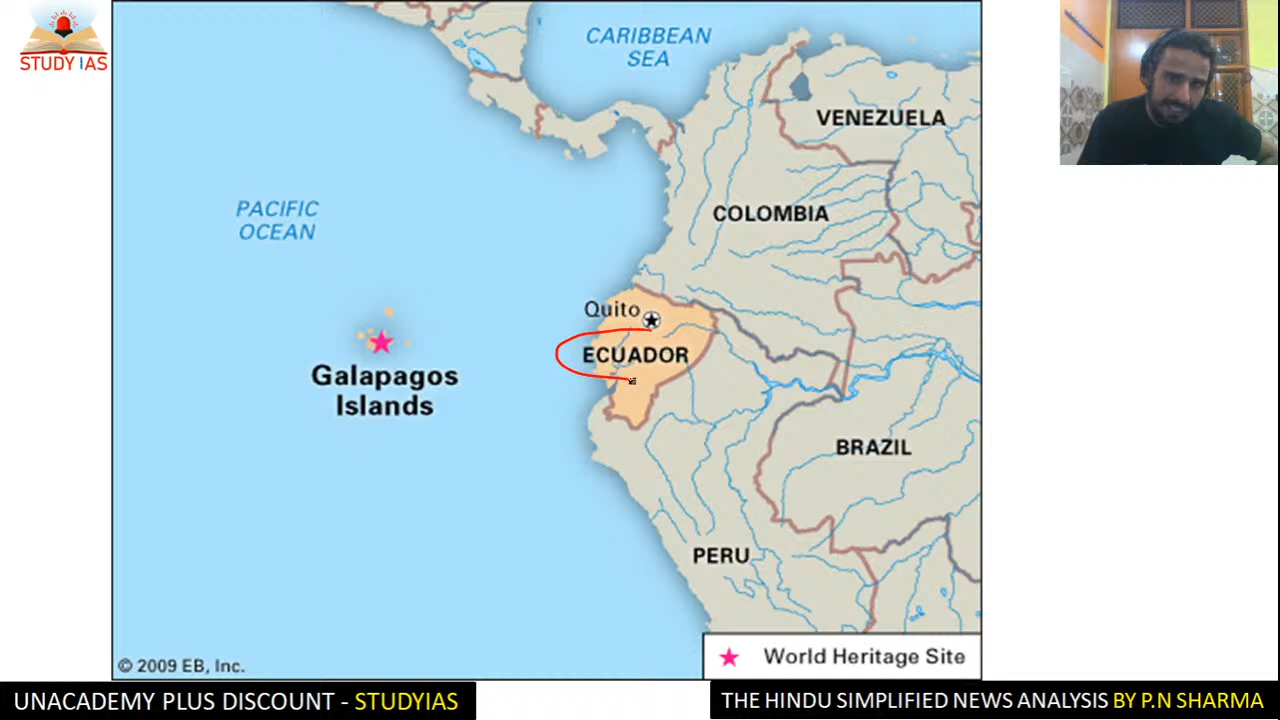 STUDY IAS
CARIBBEAN
SEA
VENEZUELA
COLOMBIA
PACIFIC
OCEAN
Quito
ECUADOR
Galapagos
Islands
BRAZIL
PERU
World Heritage Site
© 2009 EB, Inc.
UNACADEMY PLUS DISCOUNT - STUDYIAS
THE HINDU SIMPLIFIED NEWS ANALYSIS BY P.N SHARMA